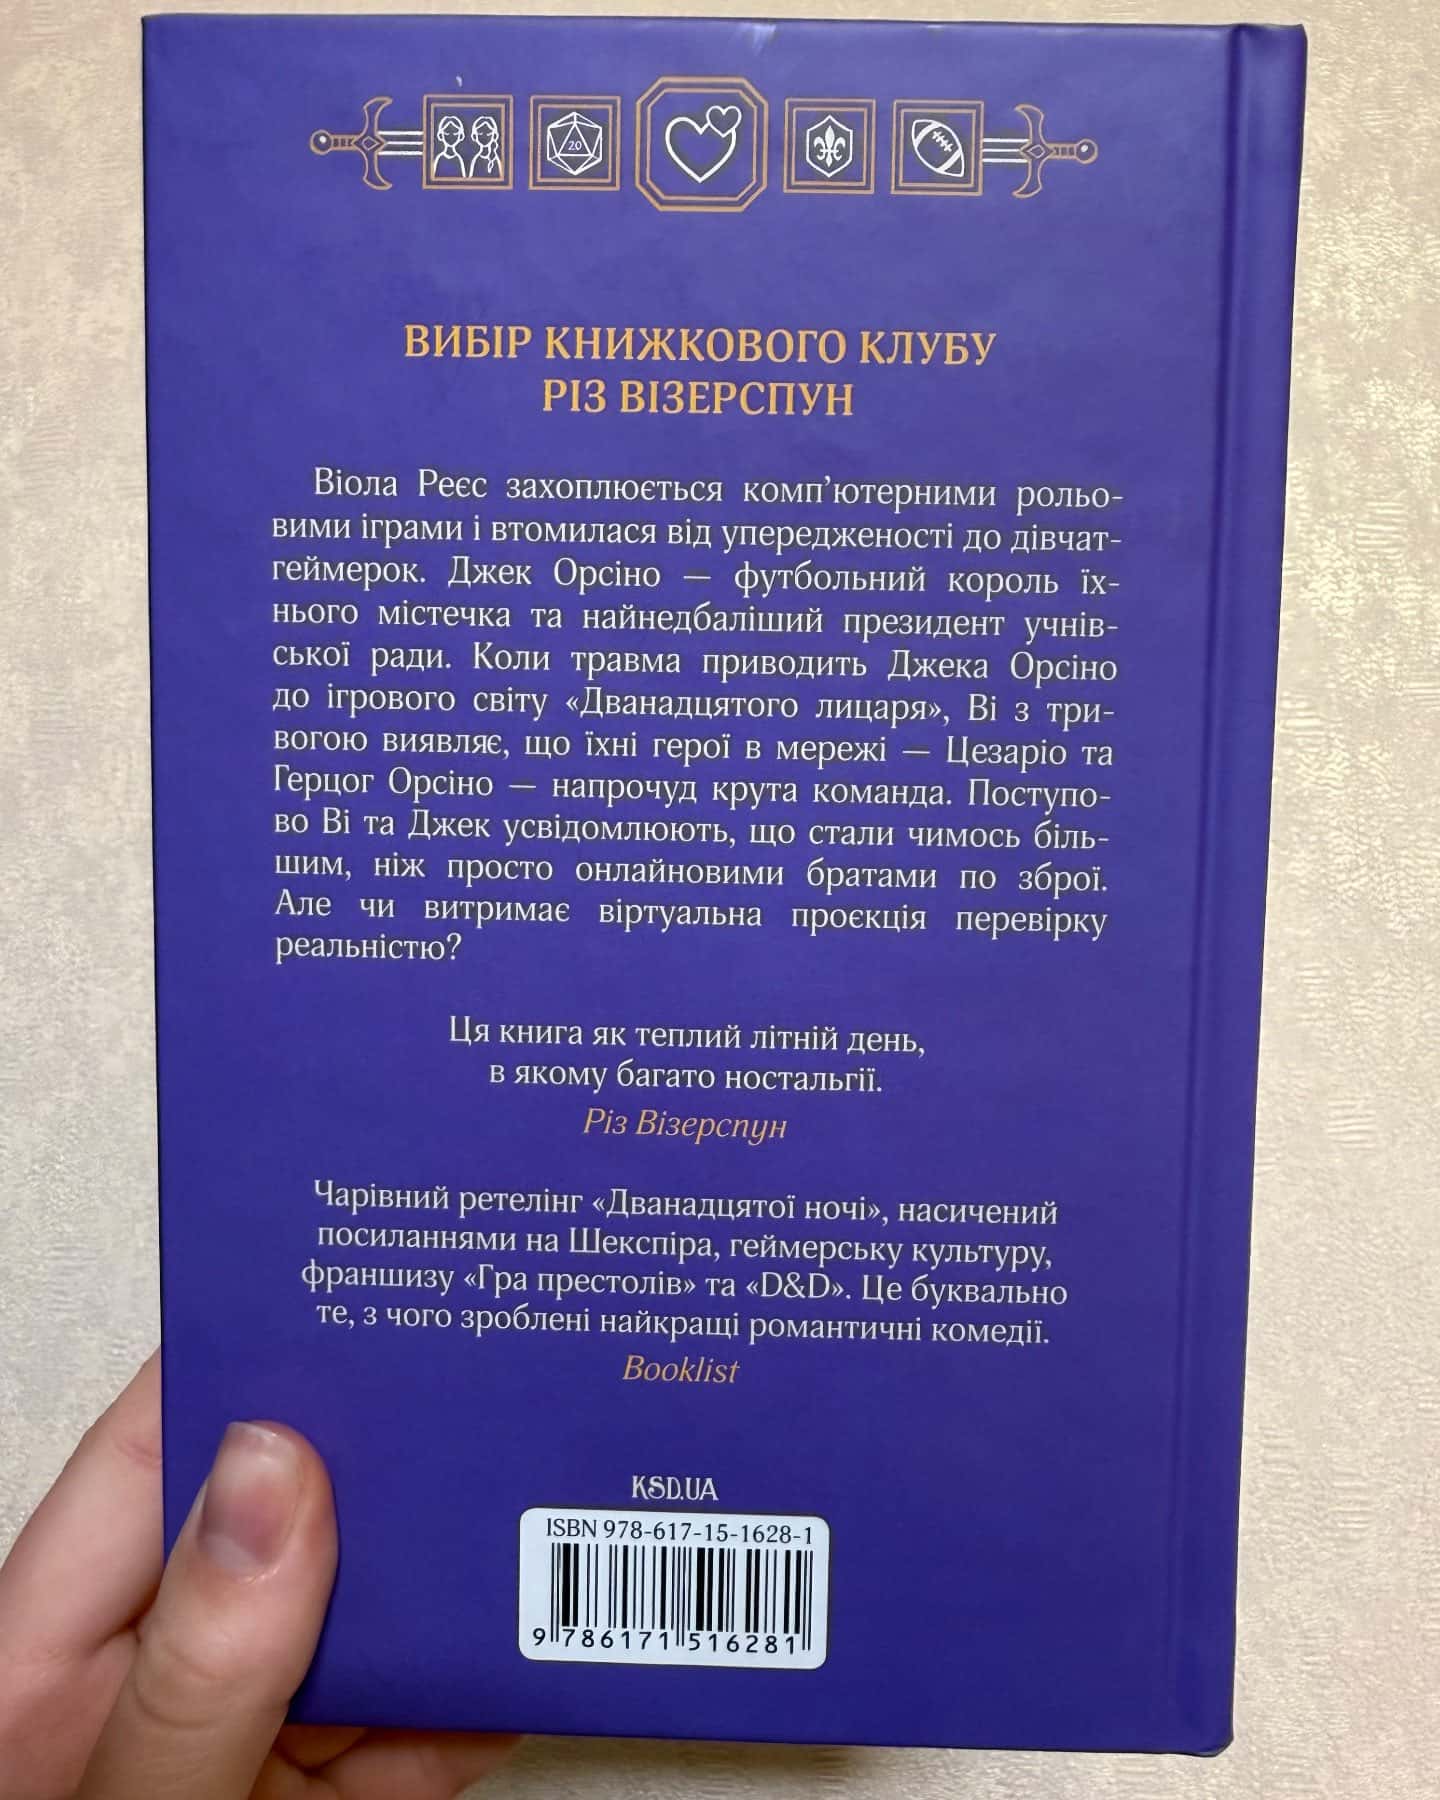 20
ВИБІР КНИЖКОВОГО КЛУБУ
РІЗ ВІЗЕРСПУН
Віола Реєс захоплюється комп’ютерними рольо-
вими іграми і втомилася від упередженості до дівчат-
геймерок. Джек Орсіно — футбольний король їх-
нього містечка та найнедбаліший президент учнів-
ської ради. Коли травма приводить Джека Орсіно
до ігрового світу «Дванадцятого лицаря», Ві з три-
вогою виявляє, що їхні герої в мережі — Цезаріо та
Герцог Орсіно — напрочуд крута команда. Поступо-
во Ві та Джек усвідомлюють, що стали чимось біль-
шим, ніж просто онлайновими братами по зброї.
Але чи витримає віртуальна проєкція перевірку
реальністю?
Ця книга як теплий літній день,
в якому багато ностальгії.
Різ Візерспун
Чарівний ретелінг «Дванадцятої ночі», насичений
посиланнями на Шекспіра, геймерську культуру,
франшизу «Гра престолів» та «D&D». Це буквально
те, з чого зроблені найкращі романтичні комедії.
Booklist
KSD.UA
ISBN 978-617-15-1628-1
9 786171 516281